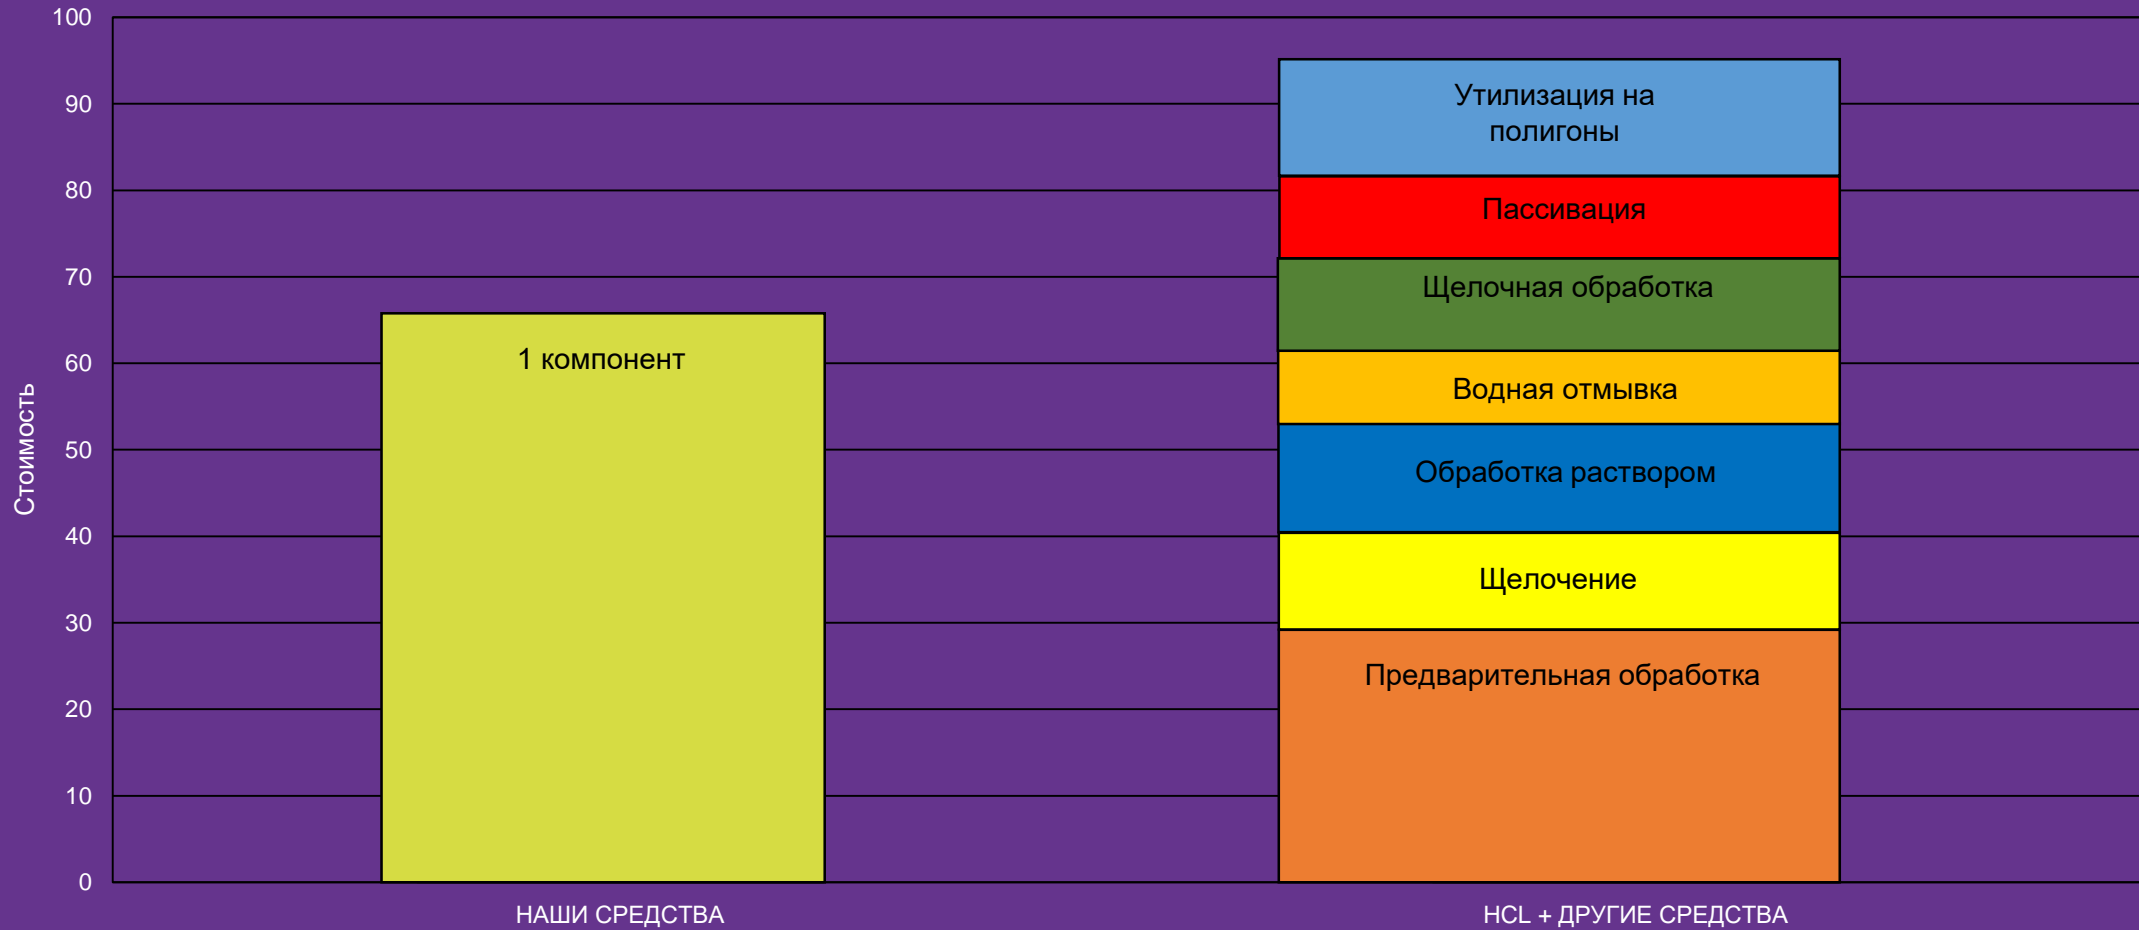 100
90
80
70
60
50
40
30
20
10
0
Стоимость
1 компонент
Утилизация на
полигоны
Пассивация
Щелочная обработка
Водная отмывка
Обработка раствором
Щелочение
Предварительная обработка
НАШИ СРЕДСТВА
HCL + ДРУГИЕ СРЕДСТВА